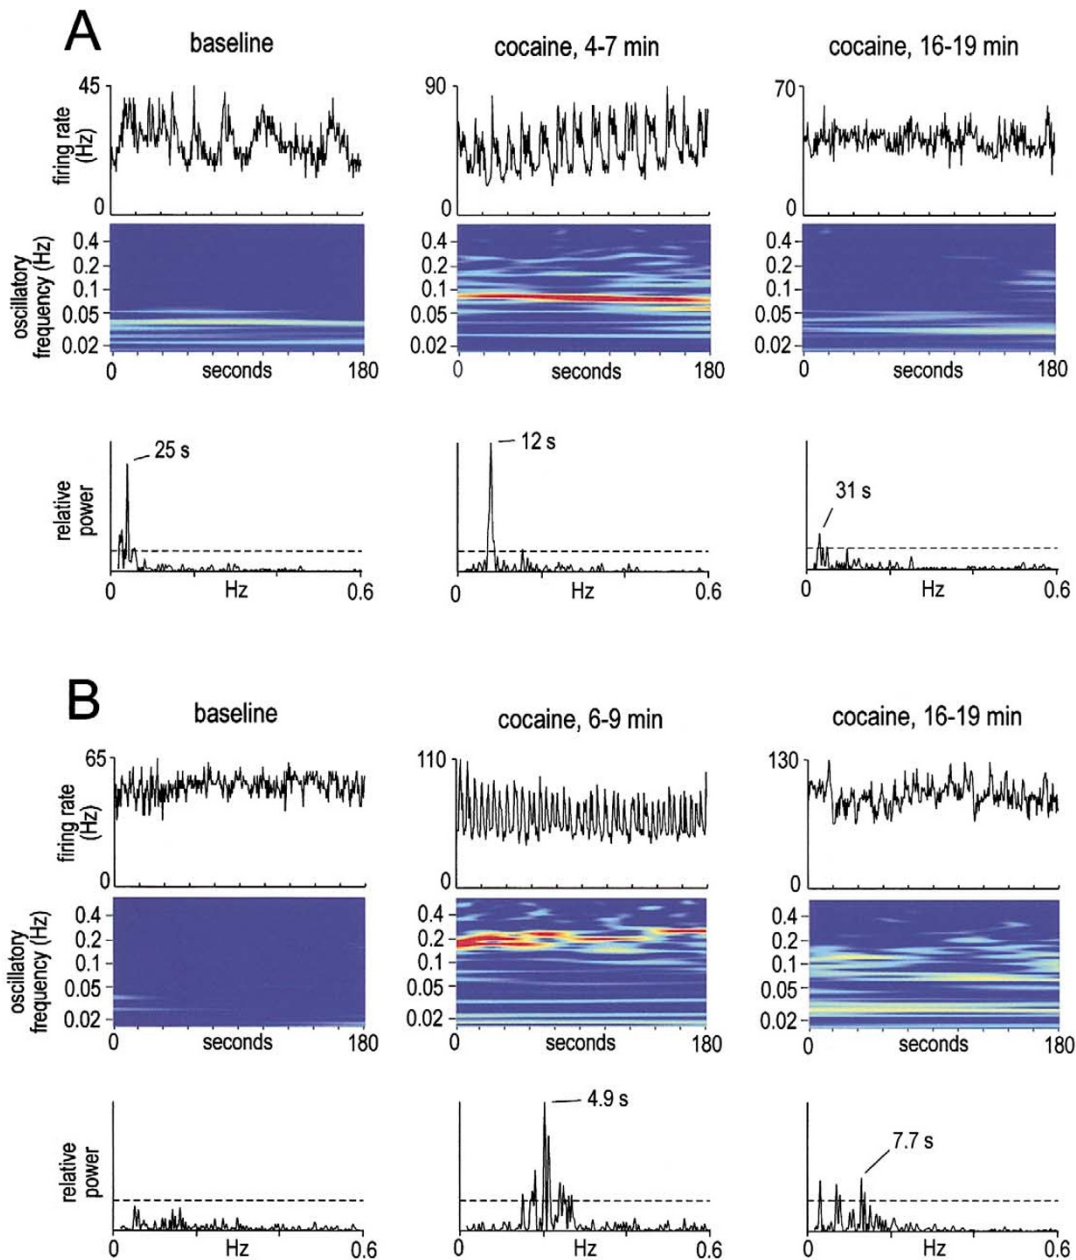 A
baseline
cocaine, 4-7 min
cocaine, 16-19 min
firing rate
(Hz)
45
0
90
0
70
0
oscillatory
frequency (Hz)
0.4
0.2
0.1
0.05
0.02
0.4
0.2
0.1
0.05
0.02
0.4
0.2
0.1
0.05
0.02
0 seconds 180
0 seconds 180
0 seconds 180
relative
power
25 s
12 s
31 s
0 Hz 0.6
0 Hz 0.6
0 Hz 0.6
B
baseline
cocaine, 6-9 min
cocaine, 16-19 min
firing rate
(Hz)
65
0
110
0
130
0
oscillatory
frequency (Hz)
0.4
0.2
0.1
0.05
0.02
0.4
0.2
0.1
0.05
0.02
0.4
0.2
0.1
0.05
0.02
0 seconds 180
0 seconds 180
0 seconds 180
relative
power
4.9 s
7.7 s
0 Hz 0.6
0 Hz 0.6
0 Hz 0.6